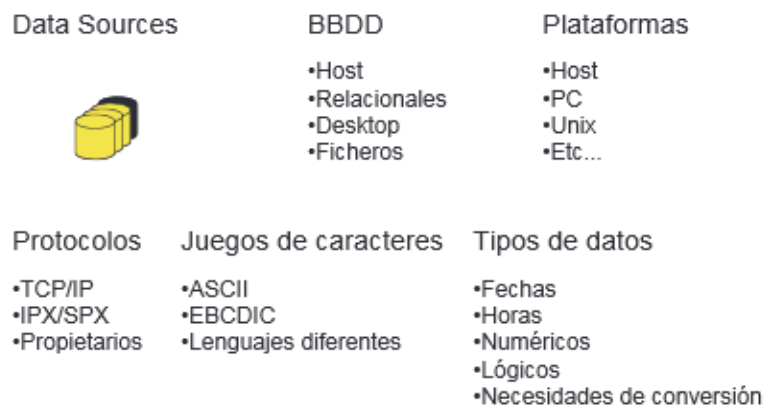 Data Sources
BBDD
•Host
•Relacionales
•Desktop
•Ficheros
Plataformas
•Host
•PC
•Unix
•Etc...
Protocolos
•TCP/IP
•IPX/SPX
•Propietarios
Juegos de caracteres
•ASCII
•EBCDIC
•Lenguajes diferentes
Tipos de datos
•Fechas
•Horas
•Numéricos
•Lógicos
•Necesidades de conversión